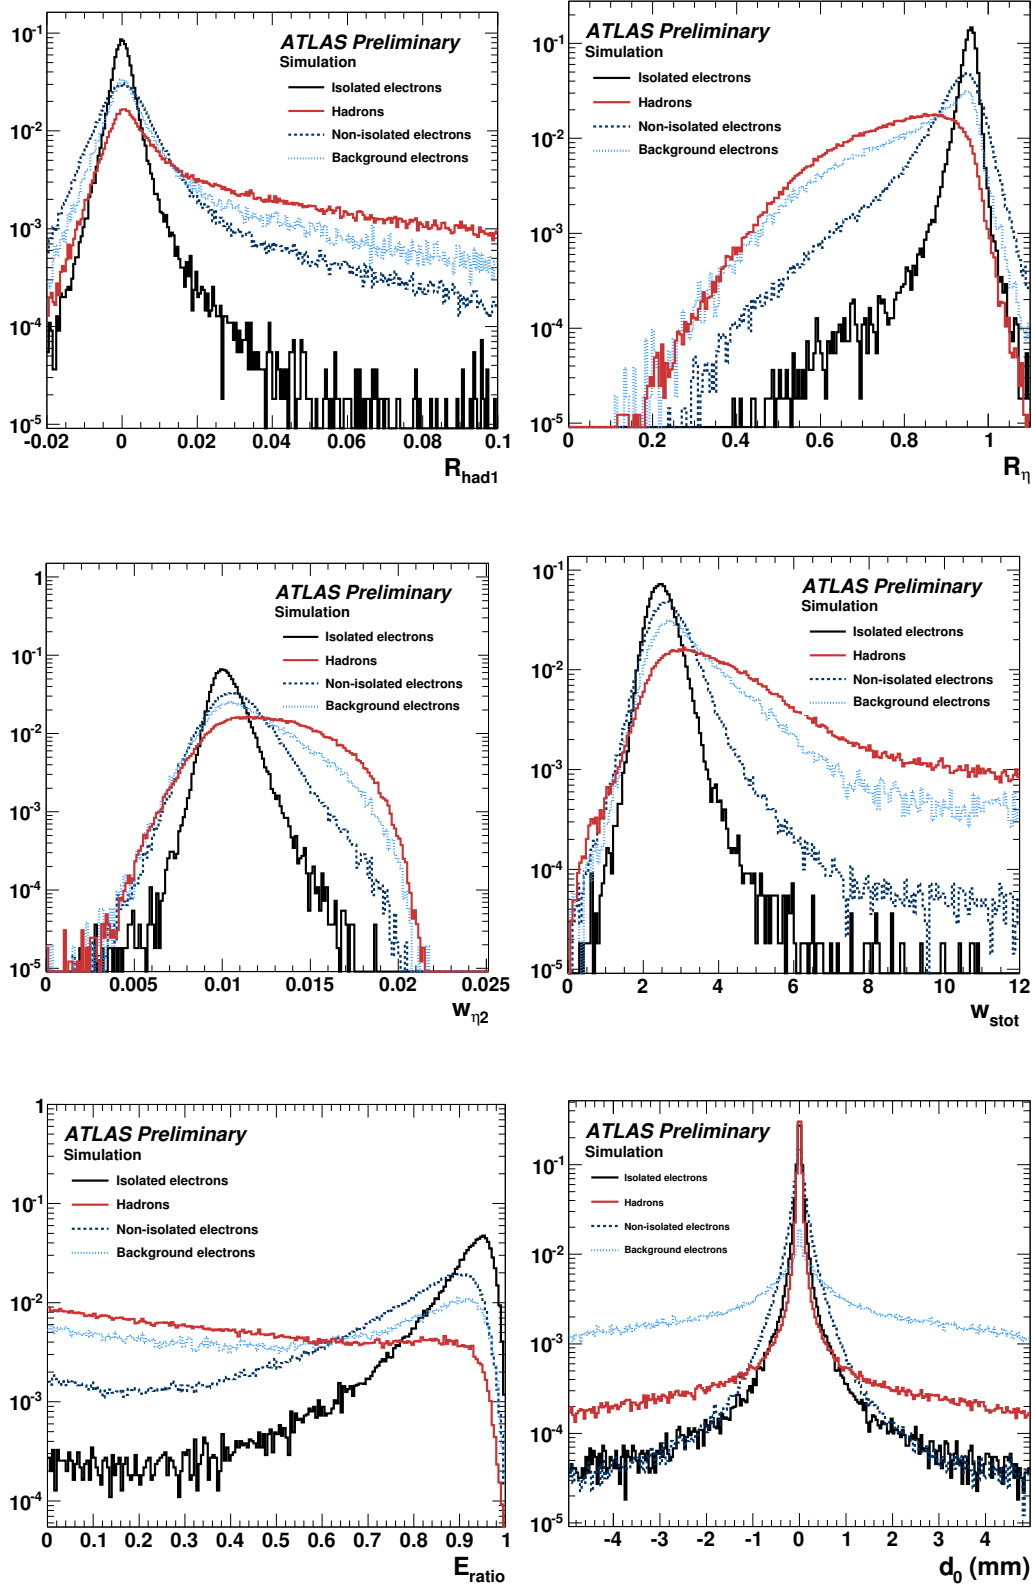 ATLAS Preliminary
Simulation
Isolated electrons
Hadrons
Non-isolated electrons
Background electrons
10-1
10-2
10-3
10-4
10-5
-0.02 0 0.02 0.04 0.06 0.08 0.1
Rhad1
ATLAS Preliminary
Simulation
Isolated electrons
Hadrons
Non-isolated electrons
Background electrons
10-1
10-2
10-3
10-4
10-5
0 0.2 0.4 0.6 0.8 1
Rη
ATLAS Preliminary
Simulation
Isolated electrons
Hadrons
Non-isolated electrons
Background electrons
1
10-1
10-2
10-3
10-4
10-5
0 0.005 0.01 0.015 0.02 0.025
wη2
ATLAS Preliminary
Simulation
Isolated electrons
Hadrons
Non-isolated electrons
Background electrons
10-1
10-2
10-3
10-4
10-5
0 2 4 6 8 10 12
wstot
ATLAS Preliminary
Simulation
Isolated electrons
Hadrons
Non-isolated electrons
Background electrons
1
10-1
10-2
10-3
10-4
0 0.1 0.2 0.3 0.4 0.5 0.6 0.7 0.8 0.9 1
Eratio
ATLAS Preliminary
Simulation
Isolated electrons
Hadrons
Non-isolated electrons
Background electrons
10-1
10-2
10-3
10-4
10-5
-4 -3 -2 -1 0 1 2 3 4
d0 (mm)